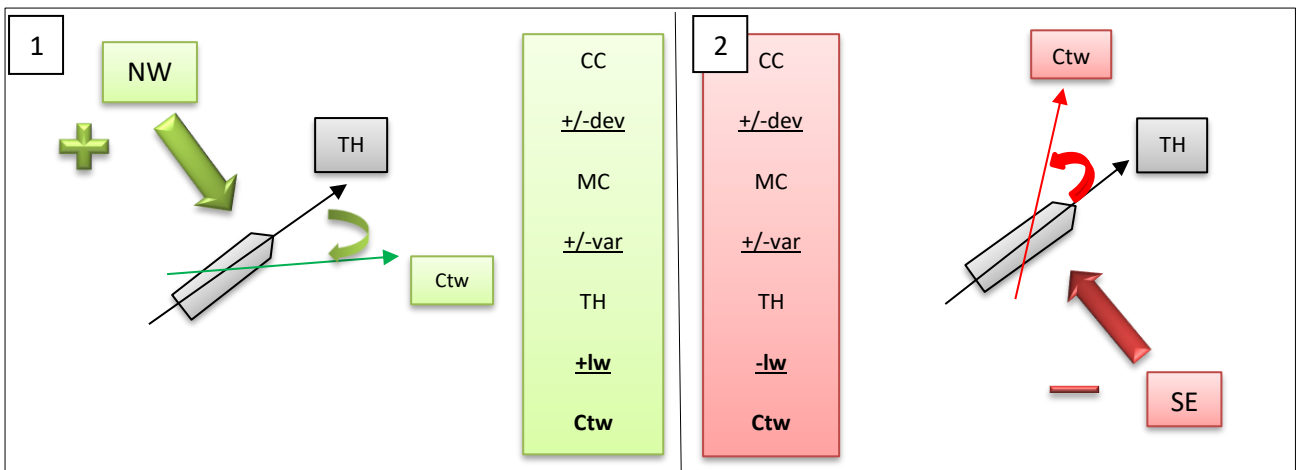 1
NW
TH
Ctw
CC
+/-dev
MC
+/-var
TH
+lw
Ctw
2
CC
+/-dev
MC
+/-var
TH
-lw
Ctw
Ctw
TH
SE